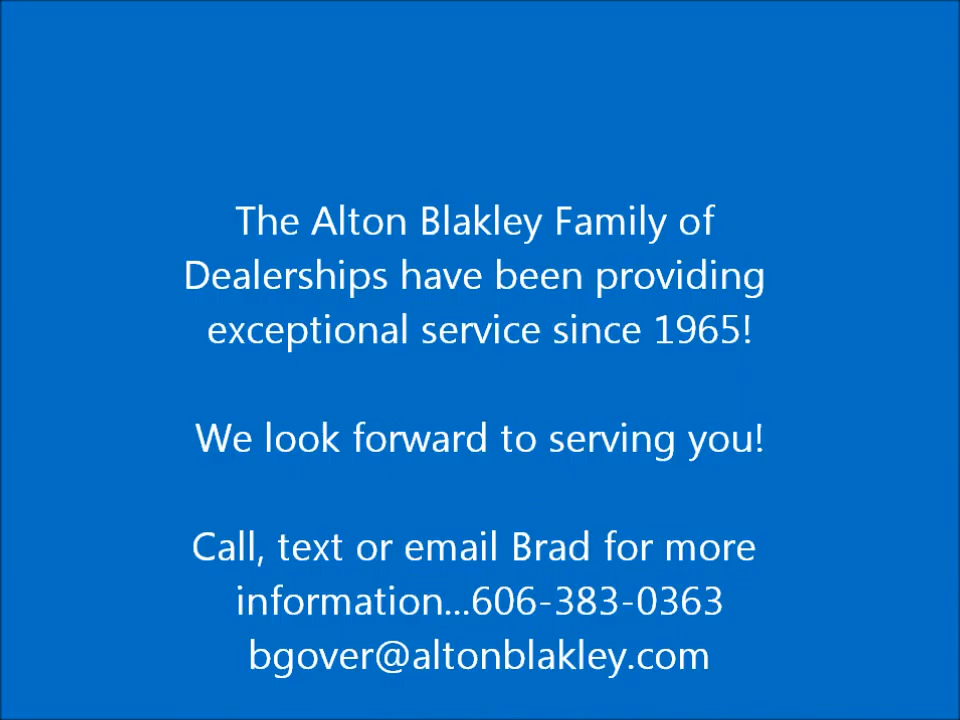 The Alton Blakley Family of
Dealerships have been providing
exceptional service since 1965!
We look forward to serving you!
Call, text or email Brad for more
information...606-383-0363
bgover@altonblakley.com